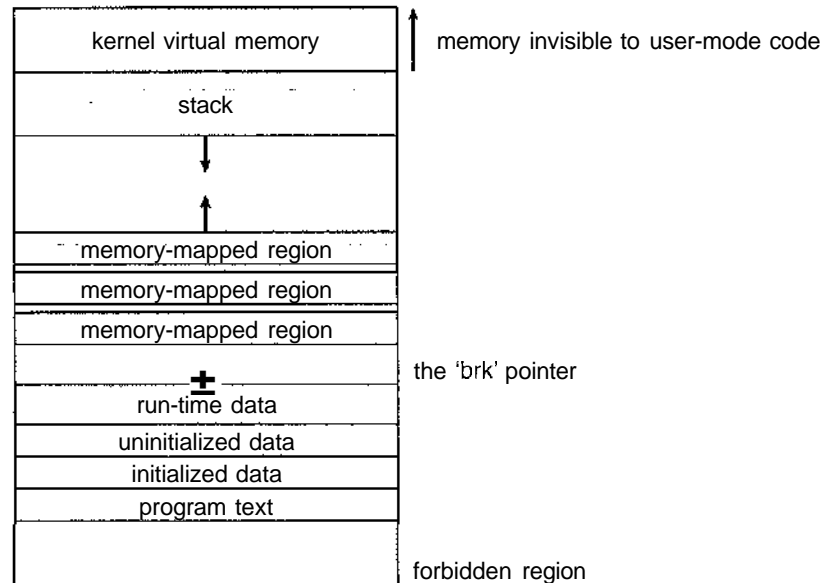 kernel virtual memory
memory invisible to user-mode code
stack
memory-mapped region
memory-mapped region
memory-mapped region
the 'brk' pointer
±
run-time data
uninitialized data
initialized data
program text
forbidden region